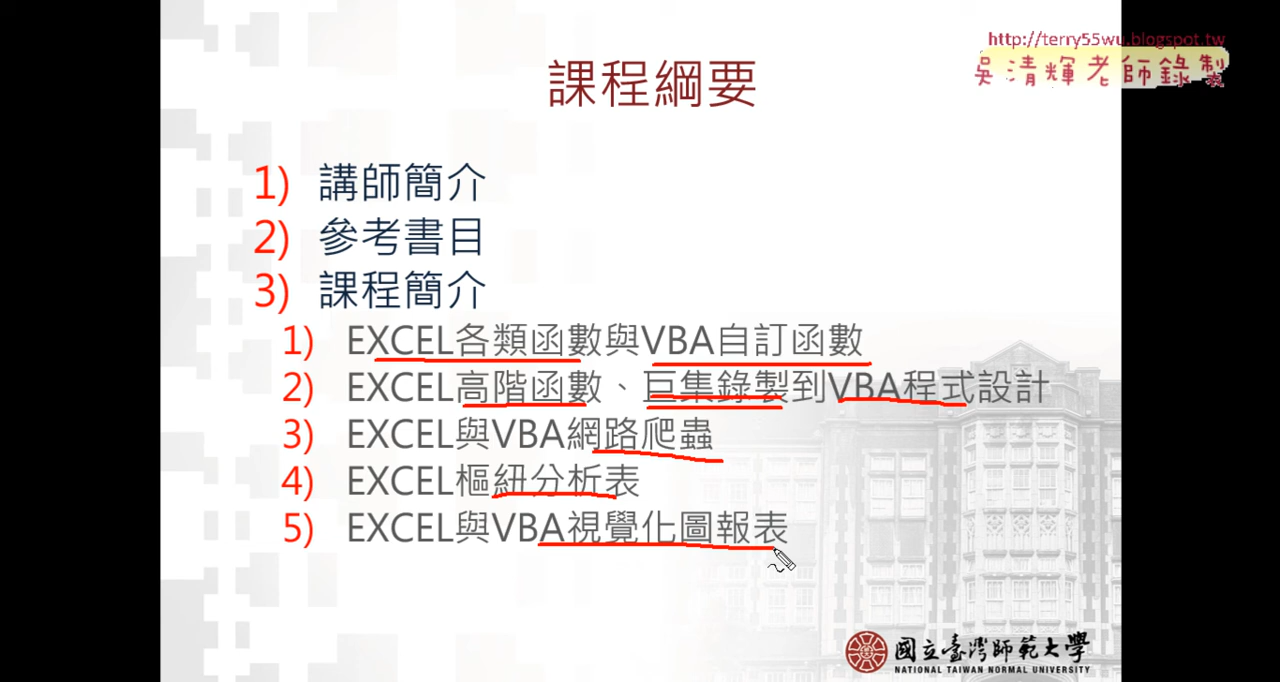 http://terry55wu.blogspot.tw
吳清輝老師錄製
課程綱要
1) 講師簡介
2) 參考書目
3) 課程簡介
1) EXCEL各類函數與VBA自訂函數
2) EXCEL高階函數、巨集錄製到VBA程式設計
3) EXCEL與VBA網路爬蟲
4) EXCEL樞紐分析表
5) EXCEL與VBA視覺化圖報表
國立臺灣師範大學
NATIONAL TAIWAN NORMAL UNIVERSITY